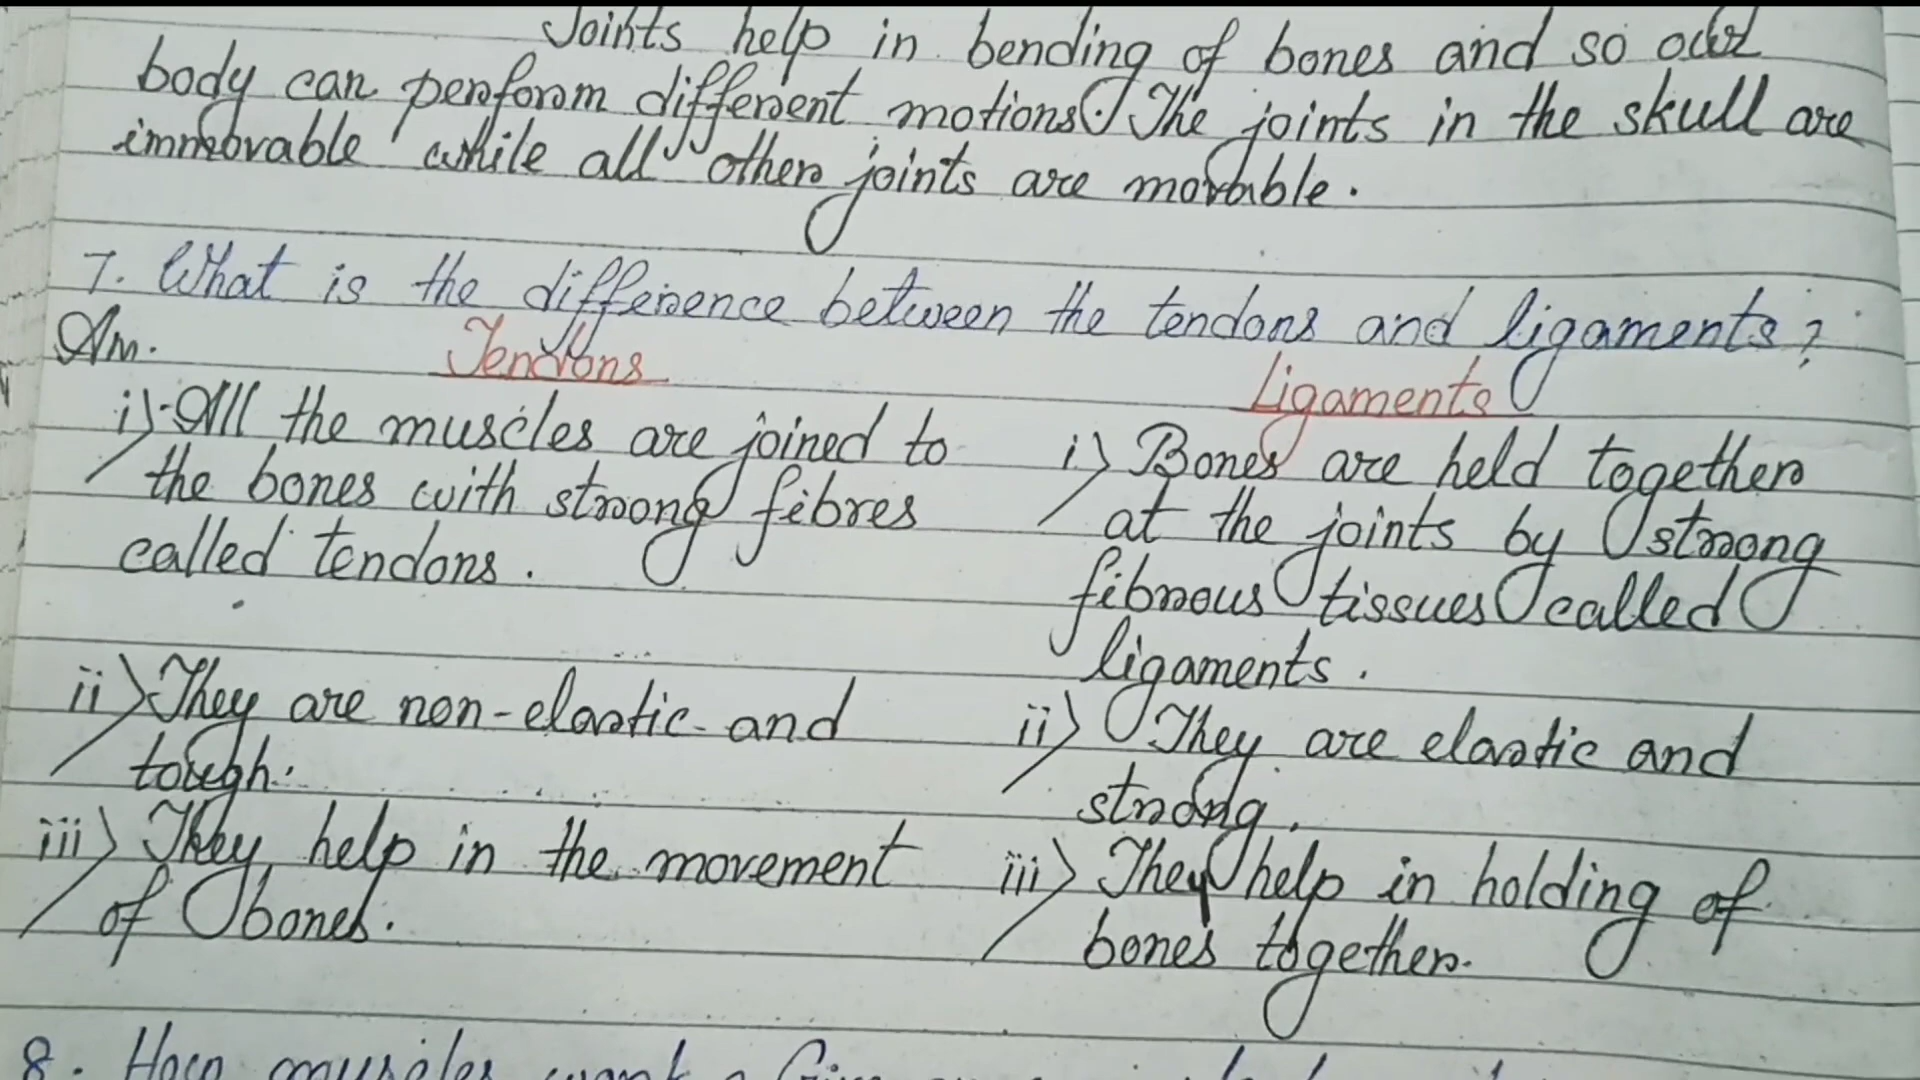 Joints help in bending of bones and so our
body can perform different motions. The joints in the skull are
immovable while all other joints are movable.
7. What is the difference between the tendons and ligaments?
Ans.
Tendons
i) All the muscles are joined to
the bones with strong fibres
called tendons.
ii) They are non-elastic and
tough.
iii) They help in the movement
of bones.
Ligaments
i) Bones are held together
at the joints by strong
fibrous tissues called
ligaments.
ii) They are elastic and
strong.
iii) They help in holding of
bones together.
8. How muscles work? Give